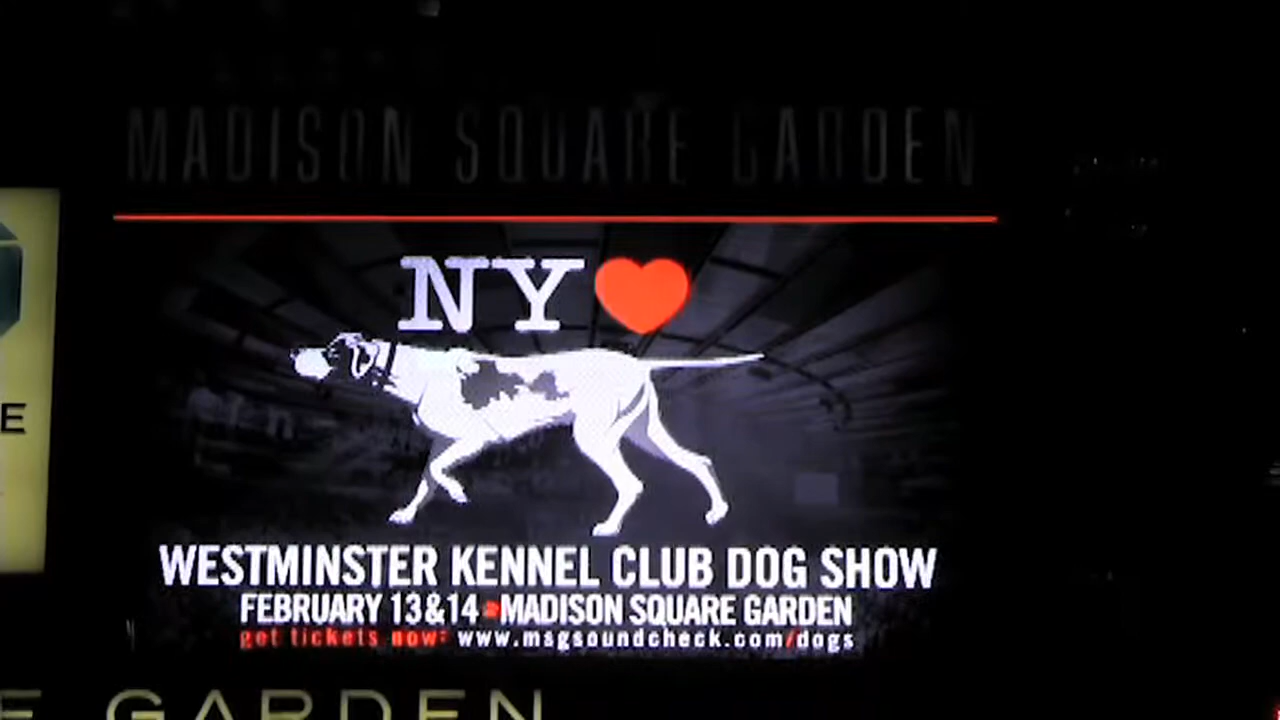 MADISON SQUARE GARDEN
NY
WESTMINSTER KENNEL CLUB DOG SHOW
FEBRUARY 13&14 MADISON SQUARE GARDEN
get tickets now: www.msgsoundcheck.com/dogs
E
E GARDEN